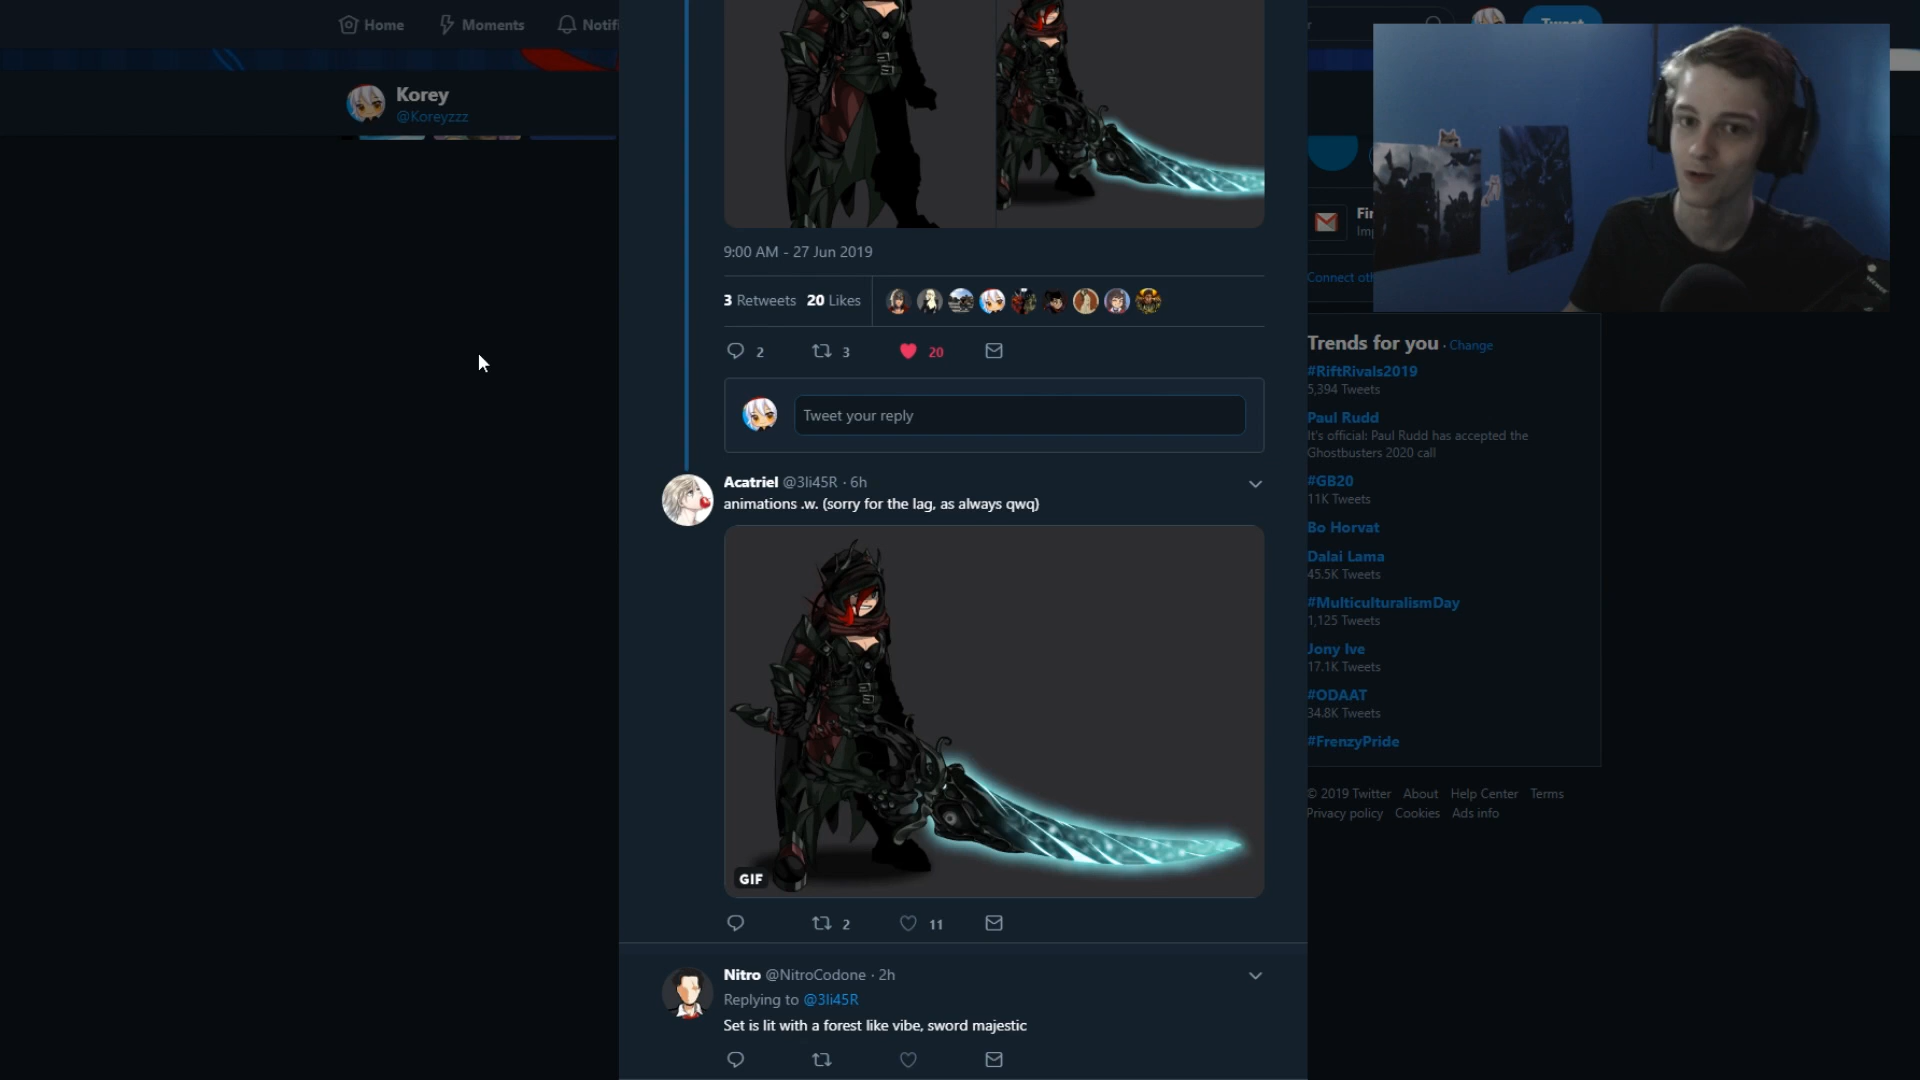 Home
Moments
Notifi
Tweet
Korey
@Koreyzzz
9:00 AM - 27 Jun 2019
3 Retweets 20 Likes
2
3
20
Tweet your reply
Acatriel @3li45R · 6h
animations .w. (sorry for the lag, as always qwq)
GIF
2
11
Nitro @NitroCodone · 2h
Replying to @3li45R
Set is lit with a forest like vibe, sword majestic
Connect oth
Trends for you · Change
#RiftRivals2019
5,394 Tweets
Paul Rudd
It's official: Paul Rudd has accepted the
Ghostbusters 2020 call
#GB20
11K Tweets
Bo Horvat
Dalai Lama
45.5K Tweets
#MulticulturalismDay
1,125 Tweets
Jony Ive
17.1K Tweets
#ODAAT
34.8K Tweets
#FrenzyPride
© 2019 Twitter About Help Center Terms
Privacy policy Cookies Ads info